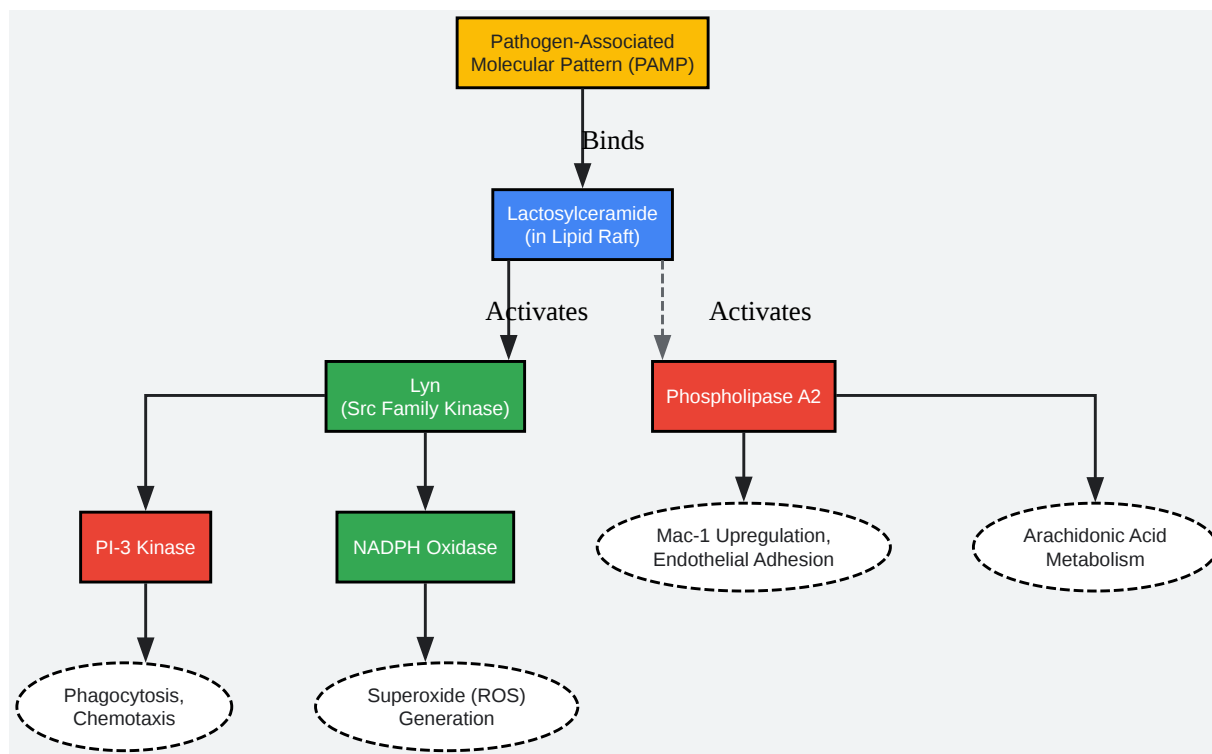 Pathogen-Associated
Molecular Pattern (PAMP)
Binds
Lactosylceramide
(in Lipid Raft)
Activates
Activates
Lyn
(Src Family Kinase)
Phospholipase A2
PI-3 Kinase
NADPH Oxidase
Mac-1 Upregulation,
Endothelial Adhesion
Arachidonic Acid
Metabolism
Phagocytosis,
Chemotaxis
Superoxide (ROS)
Generation